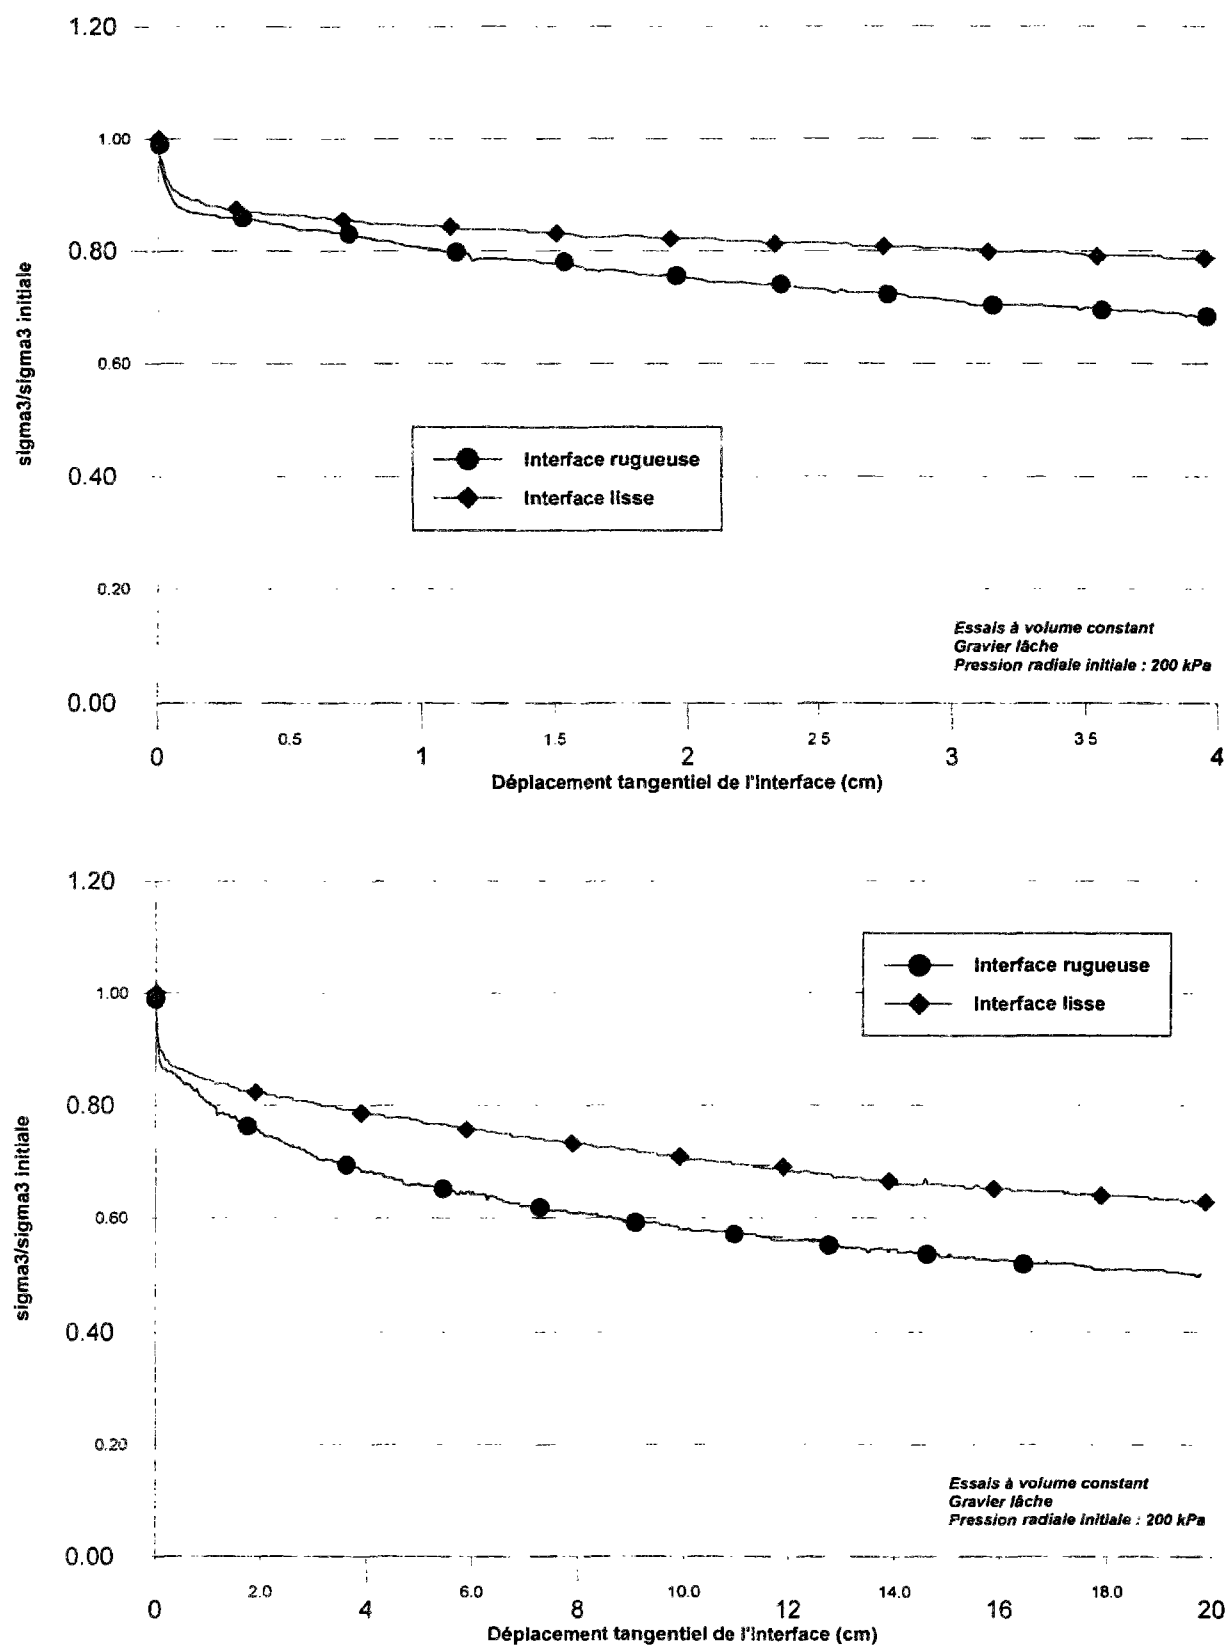 1.20
1.00
0.80
0.60
0.40
0.20
0.00
sigma3/sigma3 initiale
Interface rugueuse
Interface lisse
Essais à volume constant
Gravier lâche
Pression radiale initiale : 200 kPa
0 0.5 1 1.5 2 2.5 3 3.5 4
Déplacement tangentiel de l'interface (cm)
1.20
1.00
0.80
0.60
0.40
0.20
0.00
sigma3/sigma3 initiale
Interface rugueuse
Interface lisse
Essais à volume constant
Gravier lâche
Pression radiale initiale : 200 kPa
0 2.0 4 6.0 8 10.0 12 14.0 16 18.0 20
Déplacement tangentiel de l'interface (cm)